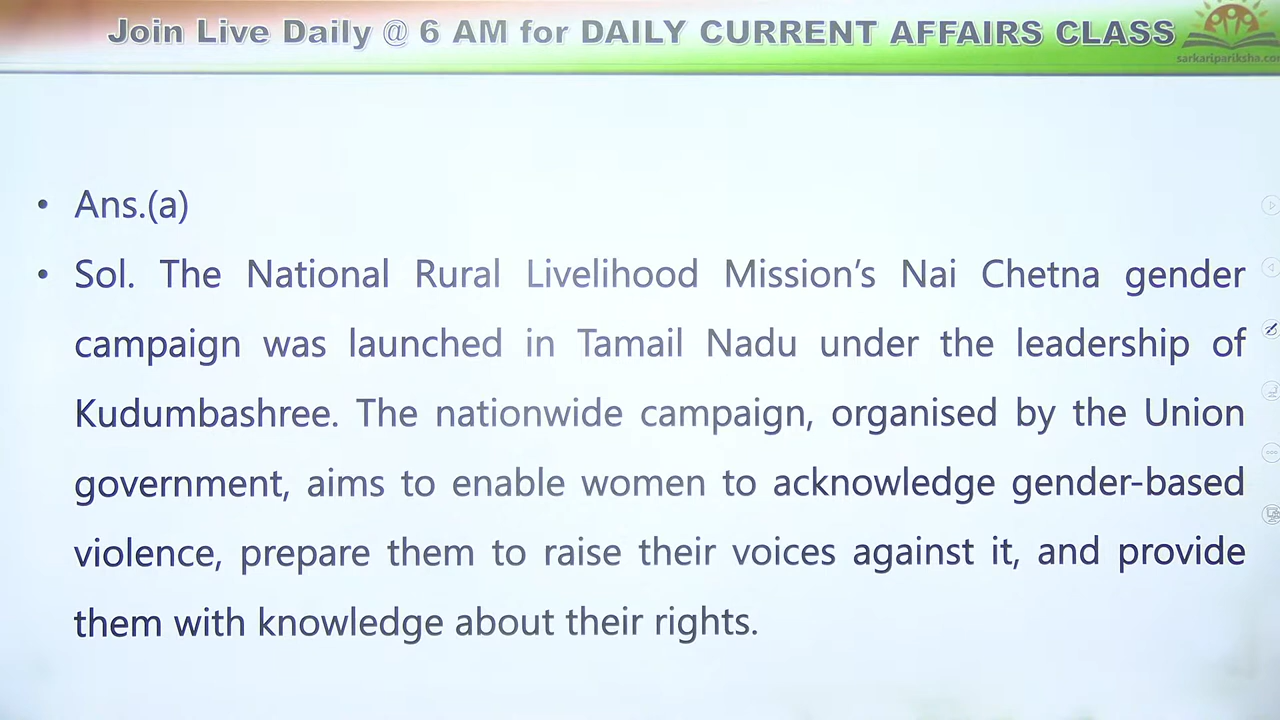 Join Live Daily @ 6 AM for DAILY CURRENT AFFAIRS CLASS
sarkaripariksha.com
• Ans.(a)
• Sol. The National Rural Livelihood Mission's Nai Chetna gender
campaign was launched in Tamail Nadu under the leadership of
Kudumbashree. The nationwide campaign, organised by the Union
government, aims to enable women to acknowledge gender-based
violence, prepare them to raise their voices against it, and provide
them with knowledge about their rights.